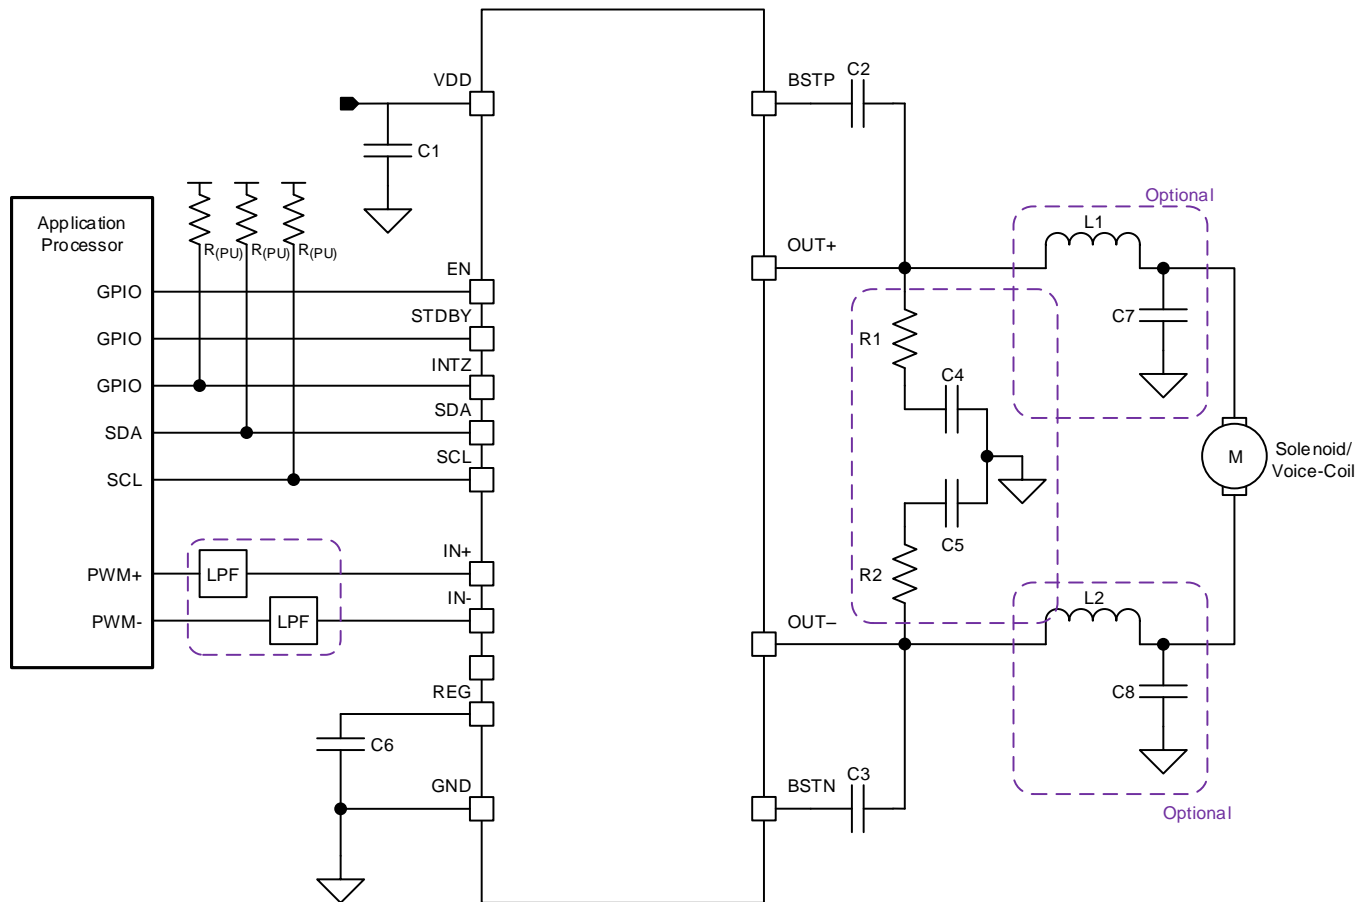 VDD
C1
Application
Processor
R(PU)
R(PU)
R(PU)
GPIO
GPIO
GPIO
SDA
SCL
PWM+
PWM-
LPF
LPF
EN
STDBY
INTZ
SDA
SCL
IN+
IN-
REG
C6
GND
BSTP
C2
OUT+
Optional
L1
C7
R1
C4
C5
R2
M
Solenoid/
Voice-Coil
OUT–
L2
C8
BSTN
C3
Optional